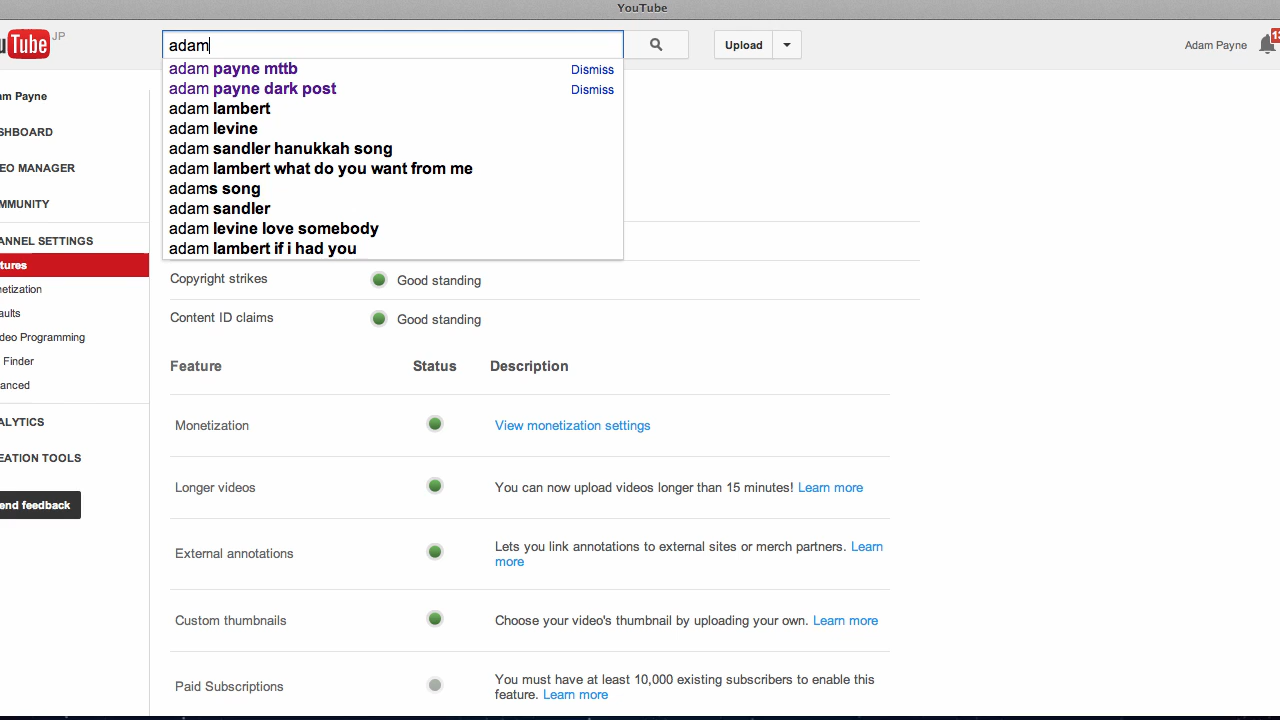 YouTube
uTube JP
adam
Upload
Adam Payne
adam payne mttb Dismiss
adam payne dark post Dismiss
adam lambert
adam levine
adam sandler hanukkah song
adam lambert what do you want from me
adams song
adam sandler
adam levine love somebody
adam lambert if i had you
am Payne
SHBOARD
EO MANAGER
MMUNITY
ANNEL SETTINGS
tures
netization
aults
deo Programming
Finder
anced
ALYTICS
EATION TOOLS
end feedback
Copyright strikes Good standing
Content ID claims Good standing
Feature Status Description
Monetization View monetization settings
Longer videos You can now upload videos longer than 15 minutes! Learn more
External annotations Lets you link annotations to external sites or merch partners. Learn
more
Custom thumbnails Choose your video's thumbnail by uploading your own. Learn more
Paid Subscriptions You must have at least 10,000 existing subscribers to enable this
feature. Learn more